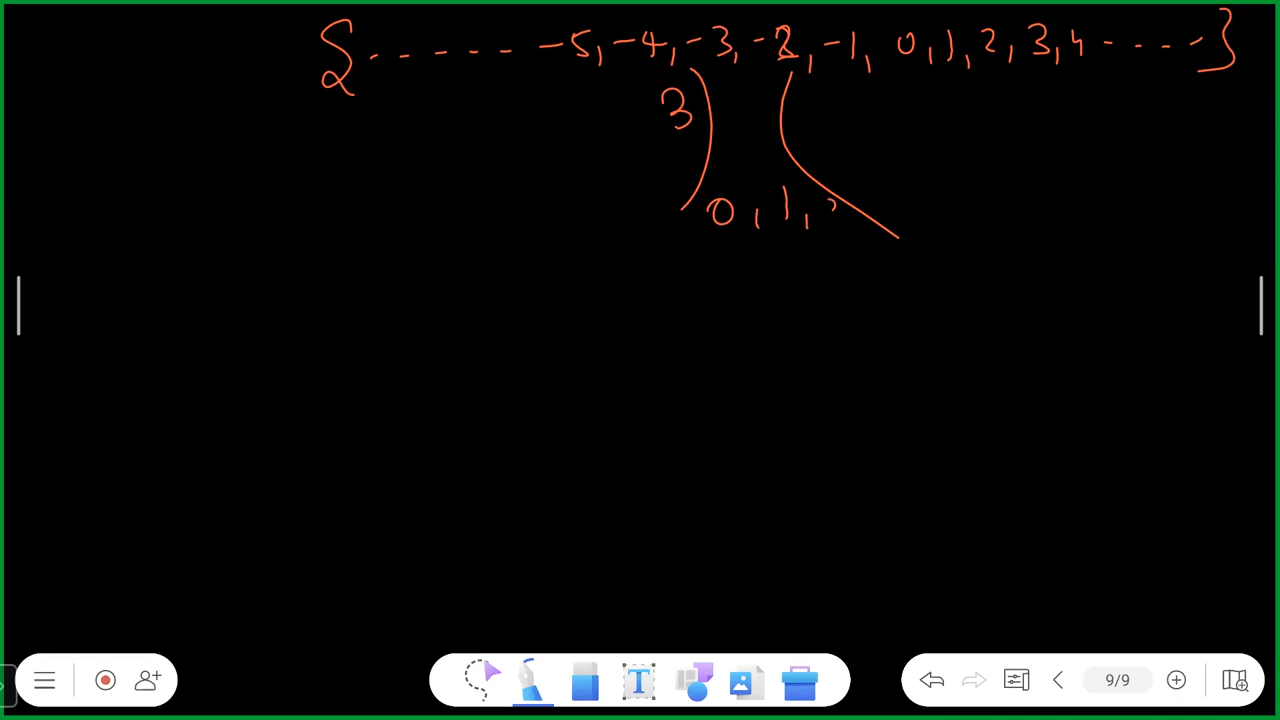 { ------ -5, -4, -3, -2, -1, 0, 1, 2, 3, 4 ----- }
3
0, 1,
9/9